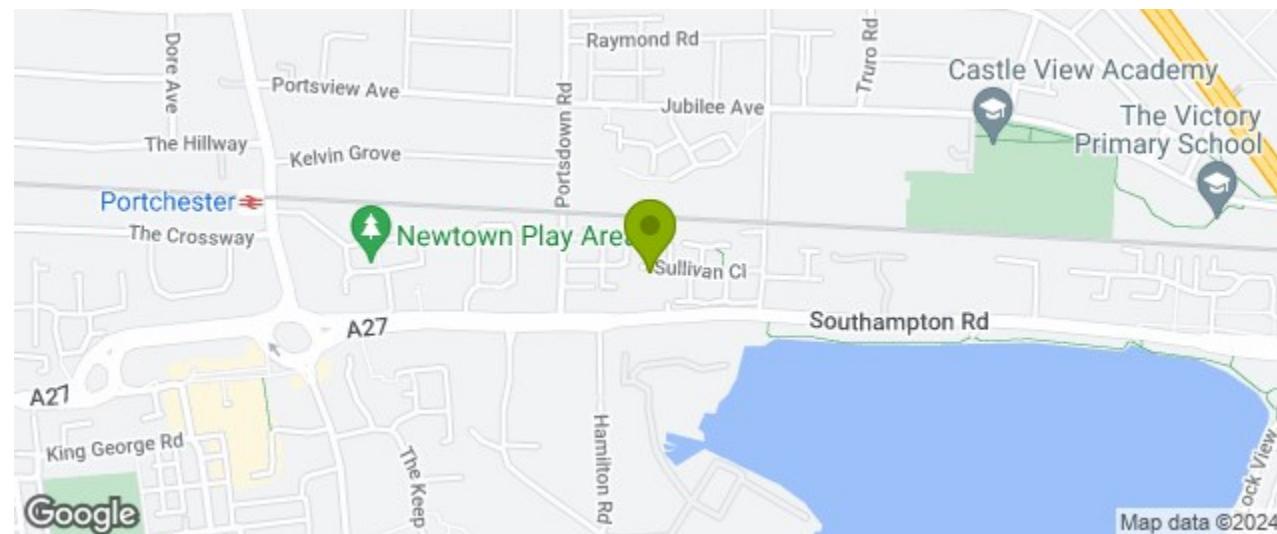 Raymond Rd
Dore Ave
Truro Rd
Castle View Academy
Portsview Ave
Portsdown Rd
Jubilee Ave
The Victory
Primary School
The Hillway
Kelvin Grove
Portchester
The Crossway
Newtown Play Area
Sullivan Cl
A27
Southampton Rd
A27
King George Rd
The Keep
Hamilton Rd
ock View
Google
Map data ©2024